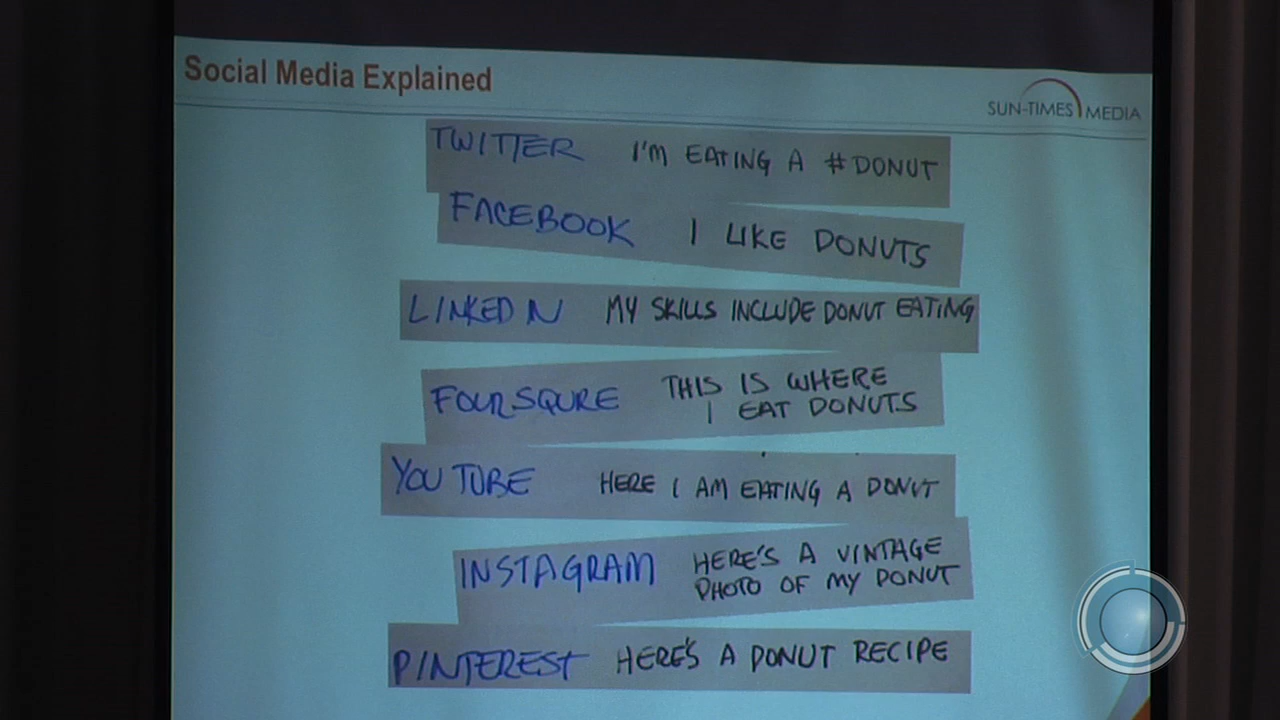 Social Media Explained
SUN-TIMES MEDIA
TWITTER I'M EATING A #DONUT
FACEBOOK I LIKE DONUTS
LINKED IN MY SKILLS INCLUDE DONUT EATING
FOURSQURE THIS IS WHERE
I EAT DONUTS
YOU TUBE HERE I AM EATING A DONUT
INSTAGRAM HERE'S A VINTAGE
PHOTO OF MY DONUT
PINTEREST HERE'S A DONUT RECIPE